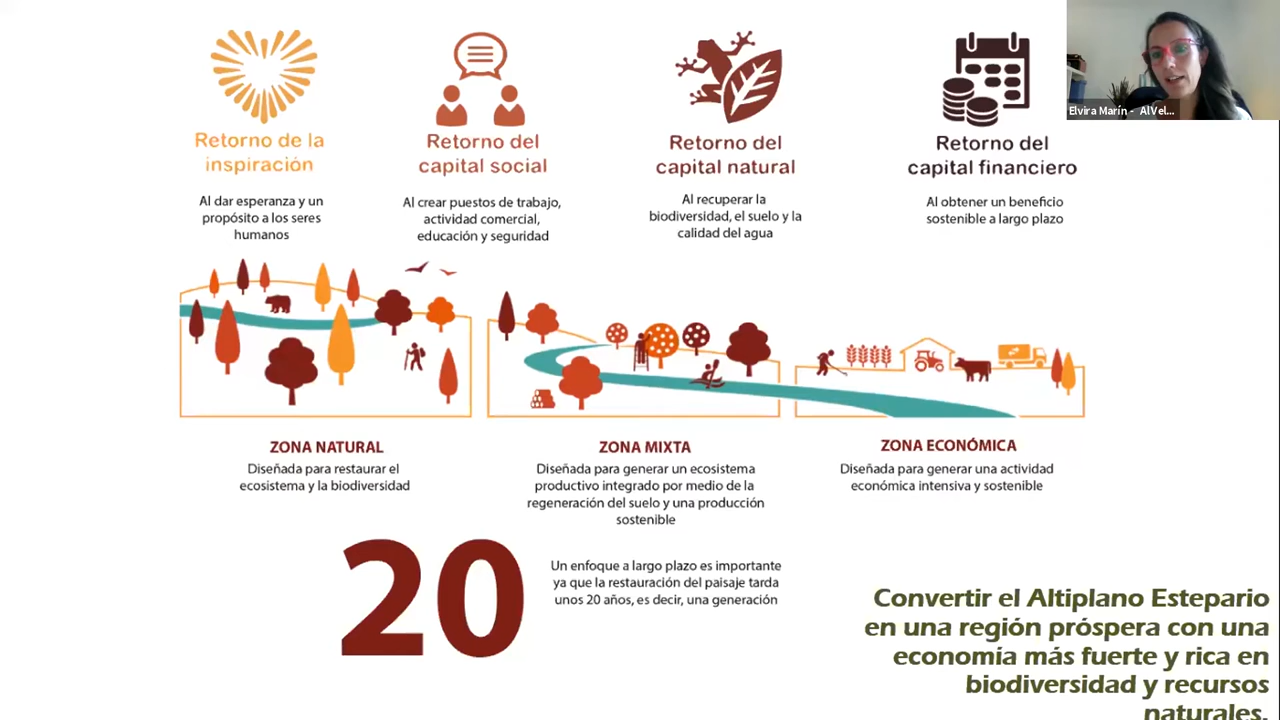 Retorno de la
inspiración
Al dar esperanza y un
propósito a los seres
humanos
Retorno del
capital social
Al crear puestos de trabajo,
actividad comercial,
educación y seguridad
Retorno del
capital natural
Al recuperar la
biodiversidad, el suelo y la
calidad del agua
Retorno del
capital financiero
Al obtener un beneficio
sostenible a largo plazo
Elvira Marín - AlVel...
ZONA NATURAL
Diseñada para restaurar el
ecosistema y la biodiversidad
ZONA MIXTA
Diseñada para generar un ecosistema
productivo integrado por medio de la
regeneración del suelo y una producción
sostenible
ZONA ECONÓMICA
Diseñada para generar una actividad
económica intensiva y sostenible
20
Un enfoque a largo plazo es importante
ya que la restauración del paisaje tarda
unos 20 años, es decir, una generación
Convertir el Altiplano Estepario
en una región próspera con una
economía más fuerte y rica en
biodiversidad y recursos
naturales.